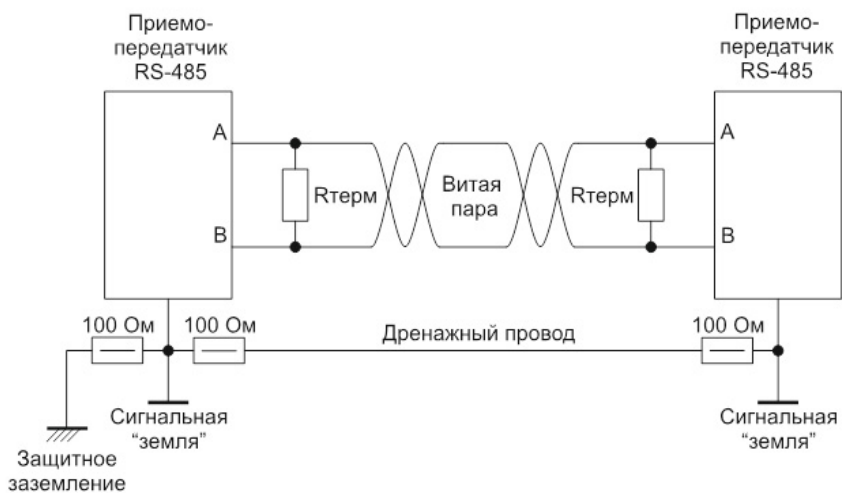 Приемо-
передатчик
RS-485
Приемо-
передатчик
RS-485
A
A
Rтерм
Витая
пара
Rтерм
B
B
100 Ом
100 Ом
Дренажный провод
100 Ом
Сигнальная
“земля”
Сигнальная
“земля”
Защитное
заземление